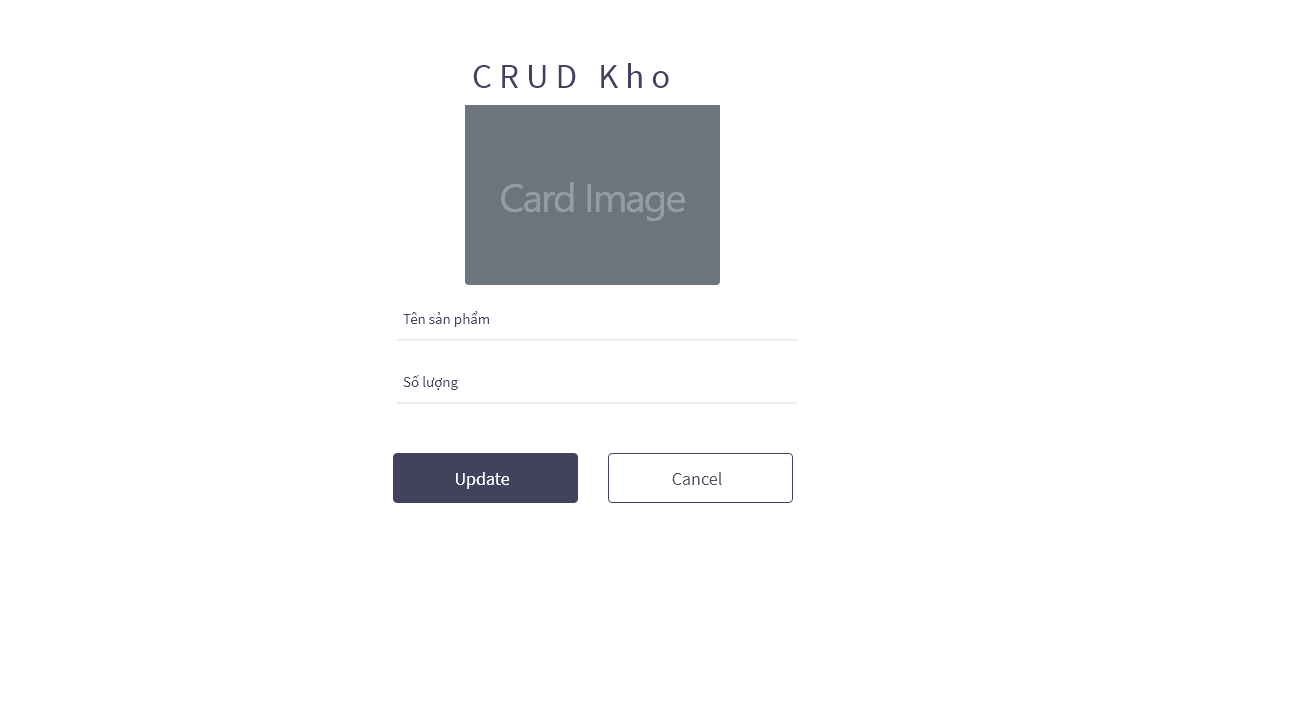 CRUD Kho
Card Image
Tên sản phẩm
Số lượng
Update
Cancel